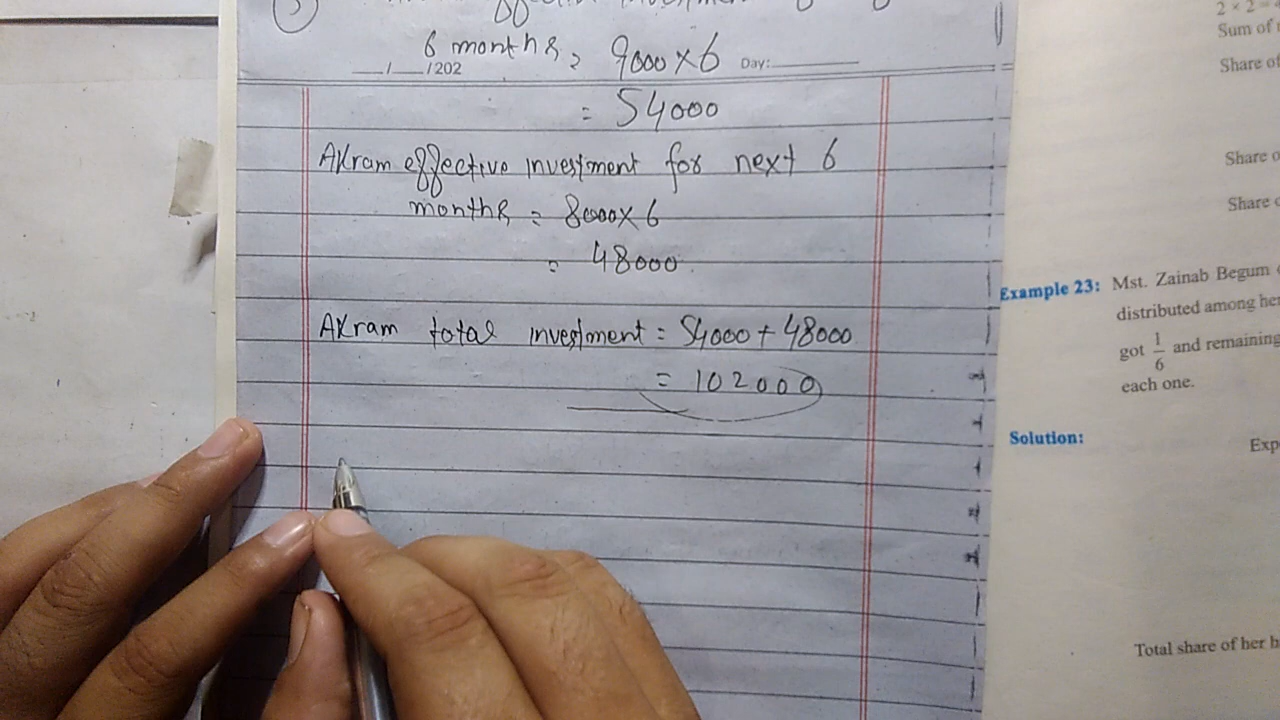 6 months = 9000×6
__/__/202 Day:
= 54000
Akram effective investment for next 6
months = 8000×6
= 48000
Akram total investment = 54000 + 48000
= 102000
Sum of
Share of
Share
Share
Example 23: Mst. Zainab Begum
distributed among her
got 1/6 and remaining
each one.
Solution:
Exp
Total share of her h